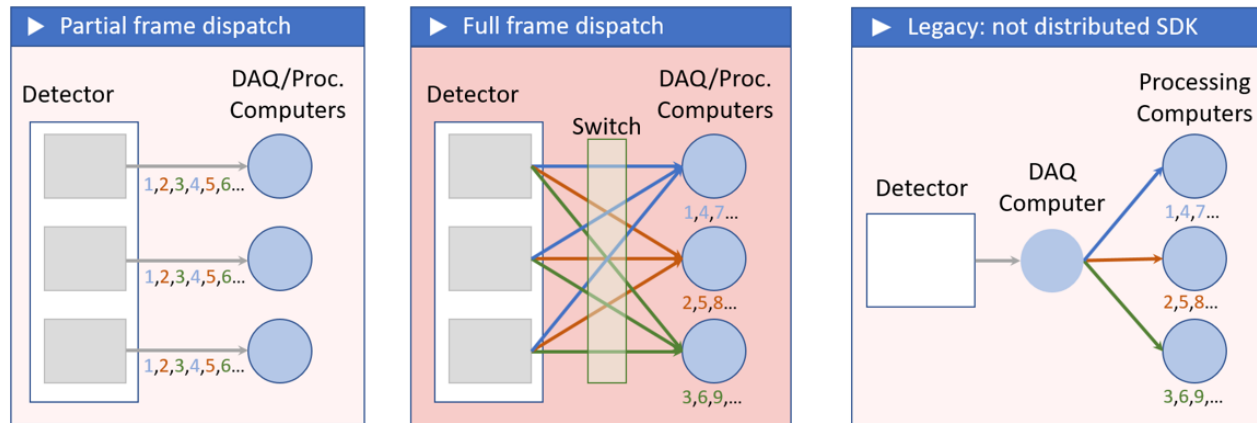 ▶ Partial frame dispatch
Detector
DAQ/Proc.
Computers
1,2,3,4,5,6...
1,2,3,4,5,6...
1,2,3,4,5,6...
▶ Full frame dispatch
Detector
DAQ/Proc.
Computers
Switch
1,4,7...
2,5,8...
3,6,9,...
▶ Legacy: not distributed SDK
Processing
Computers
Detector
DAQ
Computer
1,4,7...
2,5,8...
3,6,9,...